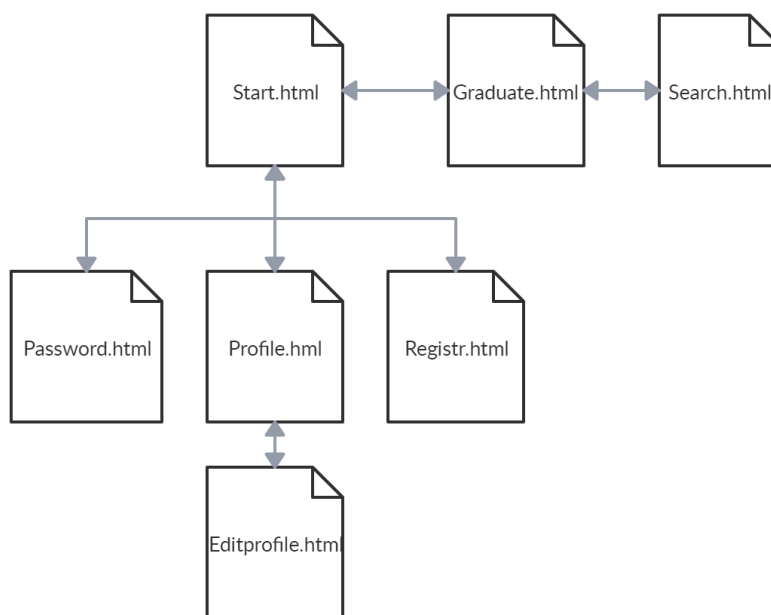 Start.html
Graduate.html
Search.html
Password.html
Profile.hml
Registr.html
Editprofile.html